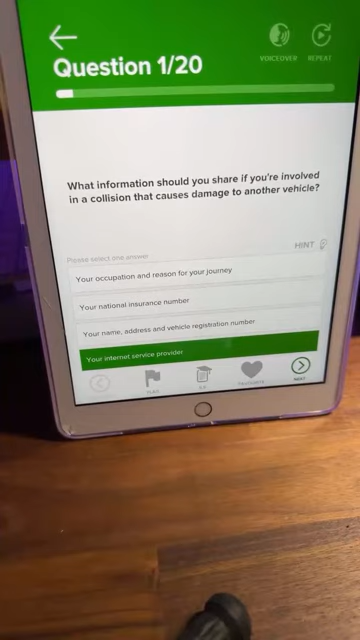 Question 1/20
VOICEOVER
REPEAT
What information should you share if you're involved
in a collision that causes damage to another vehicle?
HINT
Please select one answer
Your occupation and reason for your journey
Your national insurance number
Your name, address and vehicle registration number
Your internet service provider
FLAG
FAVOURITE
NEXT